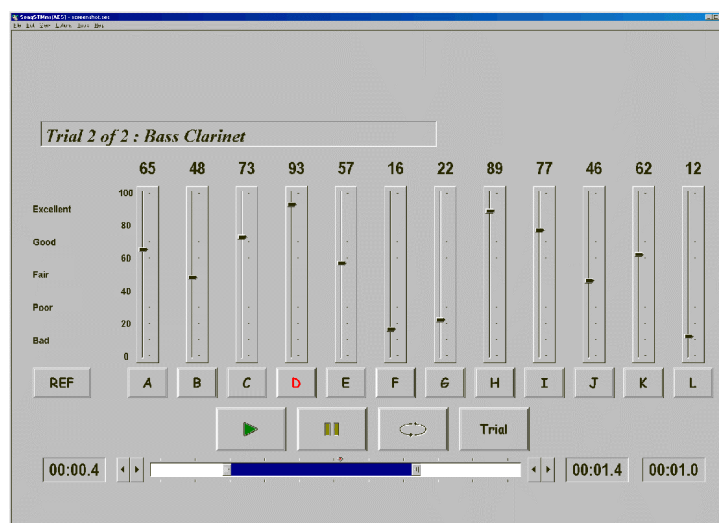 Trial 2 of 2 : Bass Clarinet
65 48 73 93 57 16 22 89 77 46 62 12
100
Excellent
80
Good
60
Fair
40
Poor
20
Bad
0
REF A B C D E F G H I J K L
Trial
00:00.4 00:01.4 00:01.0